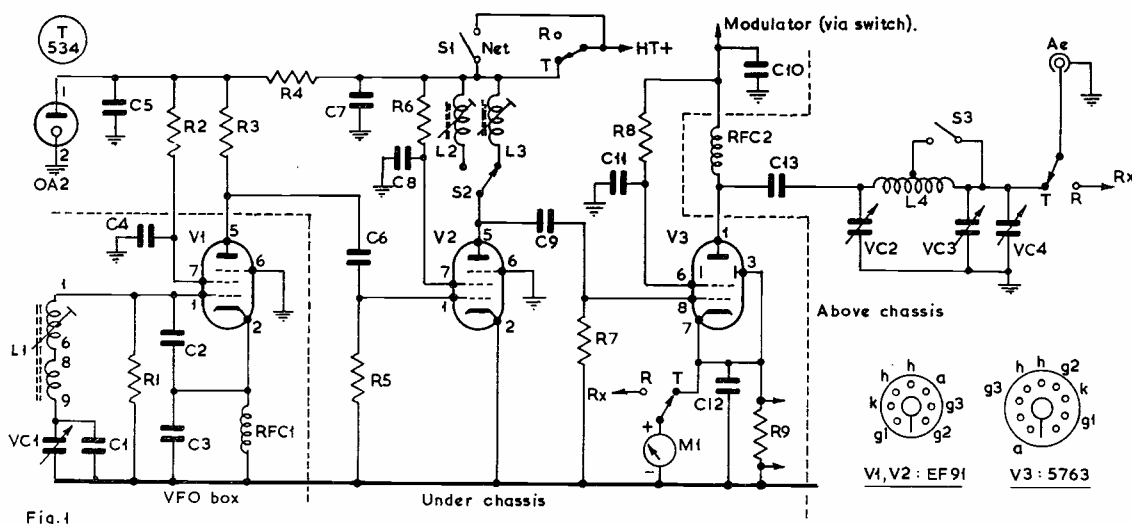 T
534
S1
Net
R
T
HT+
Modulator (via switch).
Ae
1
2
OA2
C5
R2
R3
R4
C7
R6
L2
L3
S2
C8
C10
R8
RFC2
C11
C13
S3
L4
Rx
T
R
VC2
VC3
VC4
C4
V1
5
6
7
1
2
C6
V2
5
6
7
1
2
C9
V3
1
3
6
8
7
Above chassis
1
L1
6
8
9
VC1
C1
R1
C2
C3
RFC1
R5
R7
Rx
R
T
+
M1
-
C12
R9
h
h
a
g3
g2
g1
k
V1, V2 : EF91
h
h
g2
k
g1
a
g3
V3 : 5763
VFO box
Under chassis
Fig.1